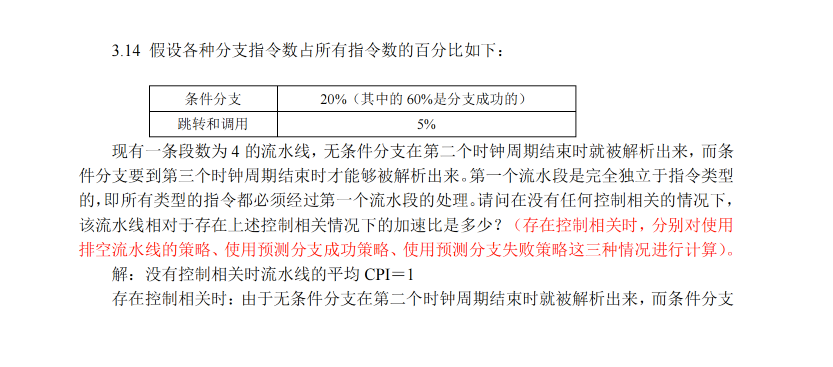 3.14 假设各种分支指令数占所有指令数的百分比如下：
条件分支 20%（其中的 60%是分支成功的）
跳转和调用 5%
现有一条段数为 4 的流水线，无条件分支在第二个时钟周期结束时就被解析出来，而条
件分支要到第三个时钟周期结束时才能够被解析出来。第一个流水段是完全独立于指令类型
的，即所有类型的指令都必须经过第一个流水段的处理。请问在没有任何控制相关的情况下，
该流水线相对于存在上述控制相关情况下的加速比是多少？（存在控制相关时，分别对使用
排空流水线的策略、使用预测分支成功策略、使用预测分支失败策略这三种情况进行计算）。
解：没有控制相关时流水线的平均 CPI＝1
存在控制相关时：由于无条件分支在第二个时钟周期结束时就被解析出来，而条件分支